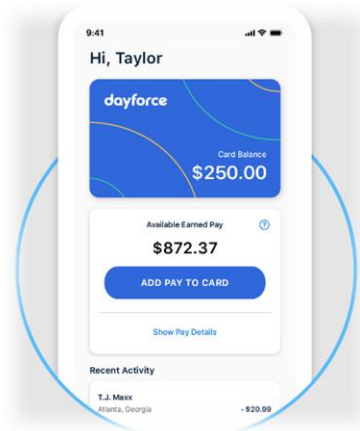 9:41
Hi, Taylor
dayforce
Card Balance
$250.00
Available Earned Pay
$872.37
ADD PAY TO CARD
Show Pay Details
Recent Activity
T.J. Maxx
Atlanta, Georgia
- $20.99